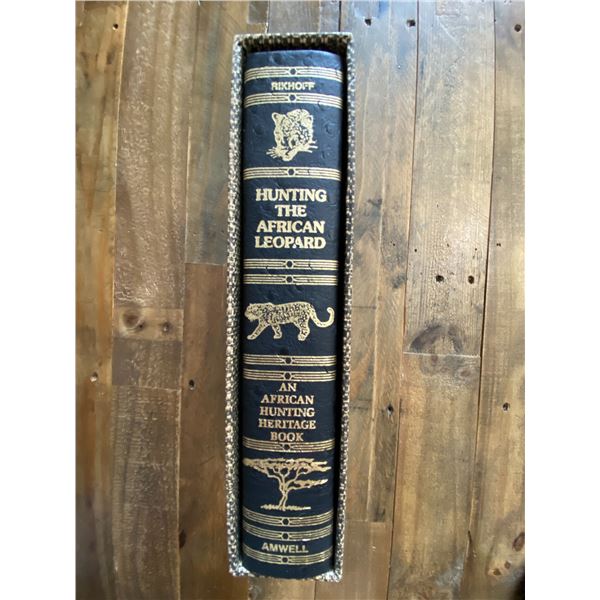 RIKHOFF
HUNTING
THE
AFRICAN
LEOPARD
AN
AFRICAN
HUNTING
HERITAGE
BOOK
AMWELL